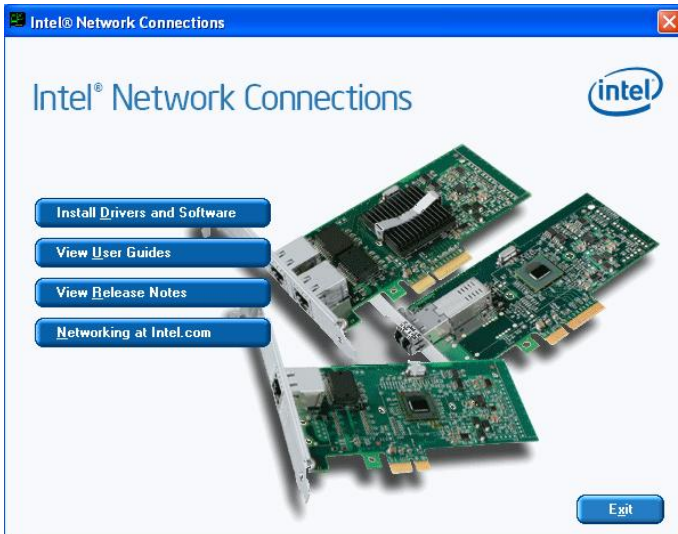 Intel® Network Connections
Intel® Network Connections
intel®
Install Drivers and Software
View User Guides
View Release Notes
Networking at Intel.com
Exit